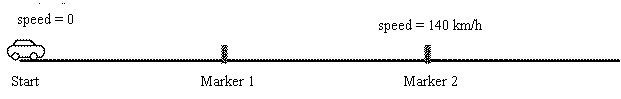 speed = 0
speed = 140 km/h
Start
Marker 1
Marker 2